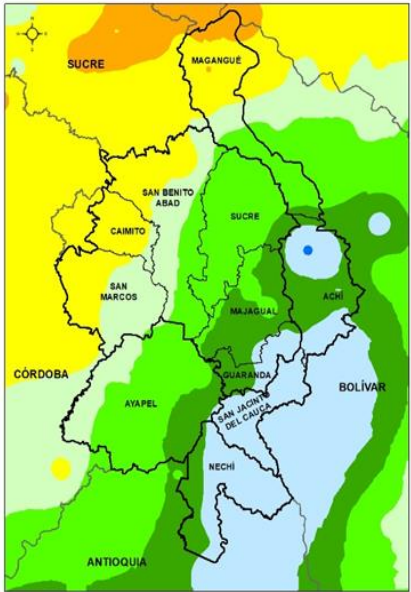 SUCRE
MAGANGUÉ
SAN BENITO
ABAD
SUCRE
CAIMITO
SAN
MARCOS
ACHÍ
MAJAGUAL
CÓRDOBA
GUARANDA
BOLÍVAR
AYAPEL
SAN JACINTO
DEL CAUCA
NECHÍ
ANTIOQUIA